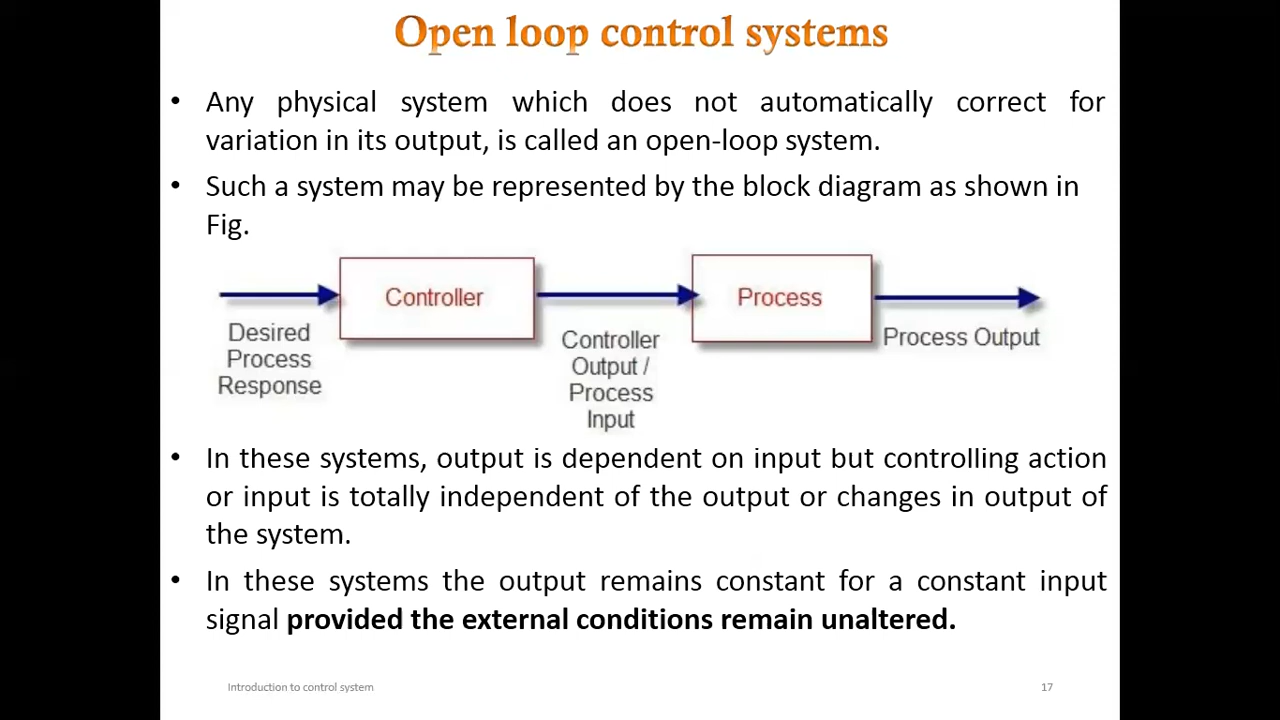 Open loop control systems
• Any physical system which does not automatically correct for
variation in its output, is called an open-loop system.
• Such a system may be represented by the block diagram as shown in
Fig.
Controller
Process
Desired
Process
Response
Controller
Output /
Process
Input
Process Output
• In these systems, output is dependent on input but controlling action
or input is totally independent of the output or changes in output of
the system.
• In these systems the output remains constant for a constant input
signal provided the external conditions remain unaltered.
Introduction to control system
17